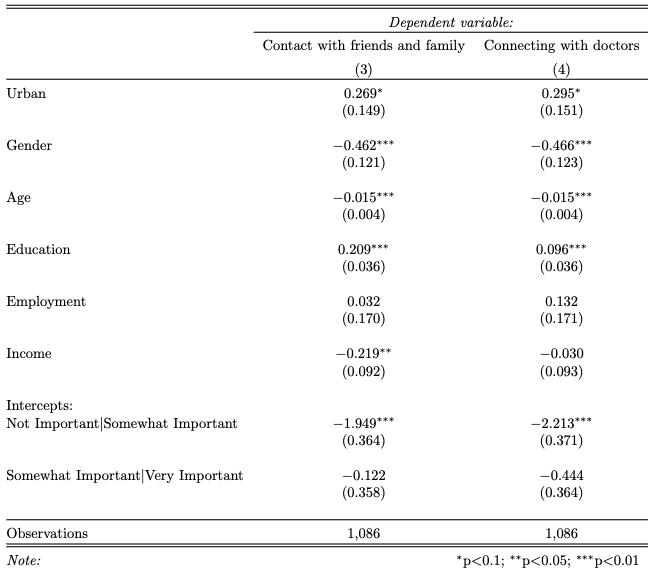 Dependent variable:
Contact with friends and family Connecting with doctors
(3) (4)
Urban 0.269* 0.295*
(0.149) (0.151)
Gender −0.462*** −0.466***
(0.121) (0.123)
Age −0.015*** −0.015***
(0.004) (0.004)
Education 0.209*** 0.096***
(0.036) (0.036)
Employment 0.032 0.132
(0.170) (0.171)
Income −0.219** −0.030
(0.092) (0.093)
Intercepts:
Not Important|Somewhat Important −1.949*** −2.213***
(0.364) (0.371)
Somewhat Important|Very Important −0.122 −0.444
(0.358) (0.364)
Observations 1,086 1,086
Note: *p<0.1; **p<0.05; ***p<0.01